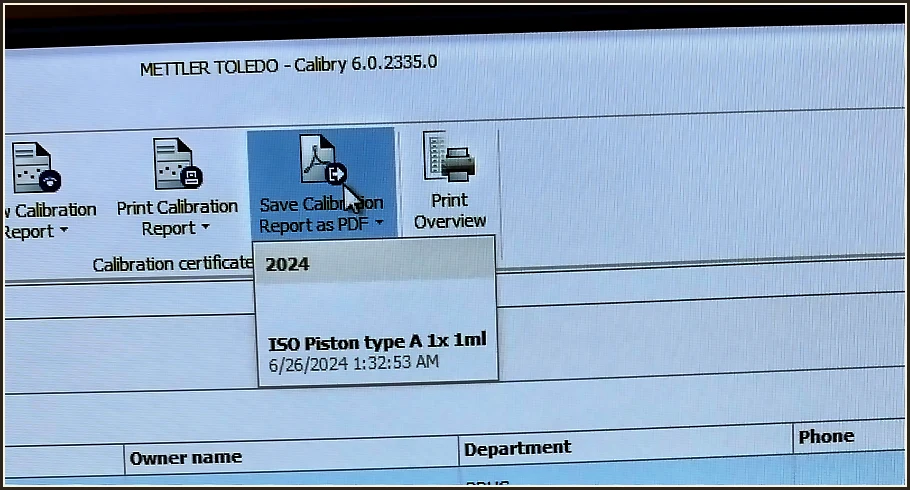 METTLER TOLEDO - Calibry 6.0.2335.0
Calibration
Report
Print Calibration
Report
Save Calibration
Report as PDF
Print
Overview
Calibration certificate
2024
ISO Piston type A 1x 1ml
6/26/2024 1:32:53 AM
Owner name
Department
Phone